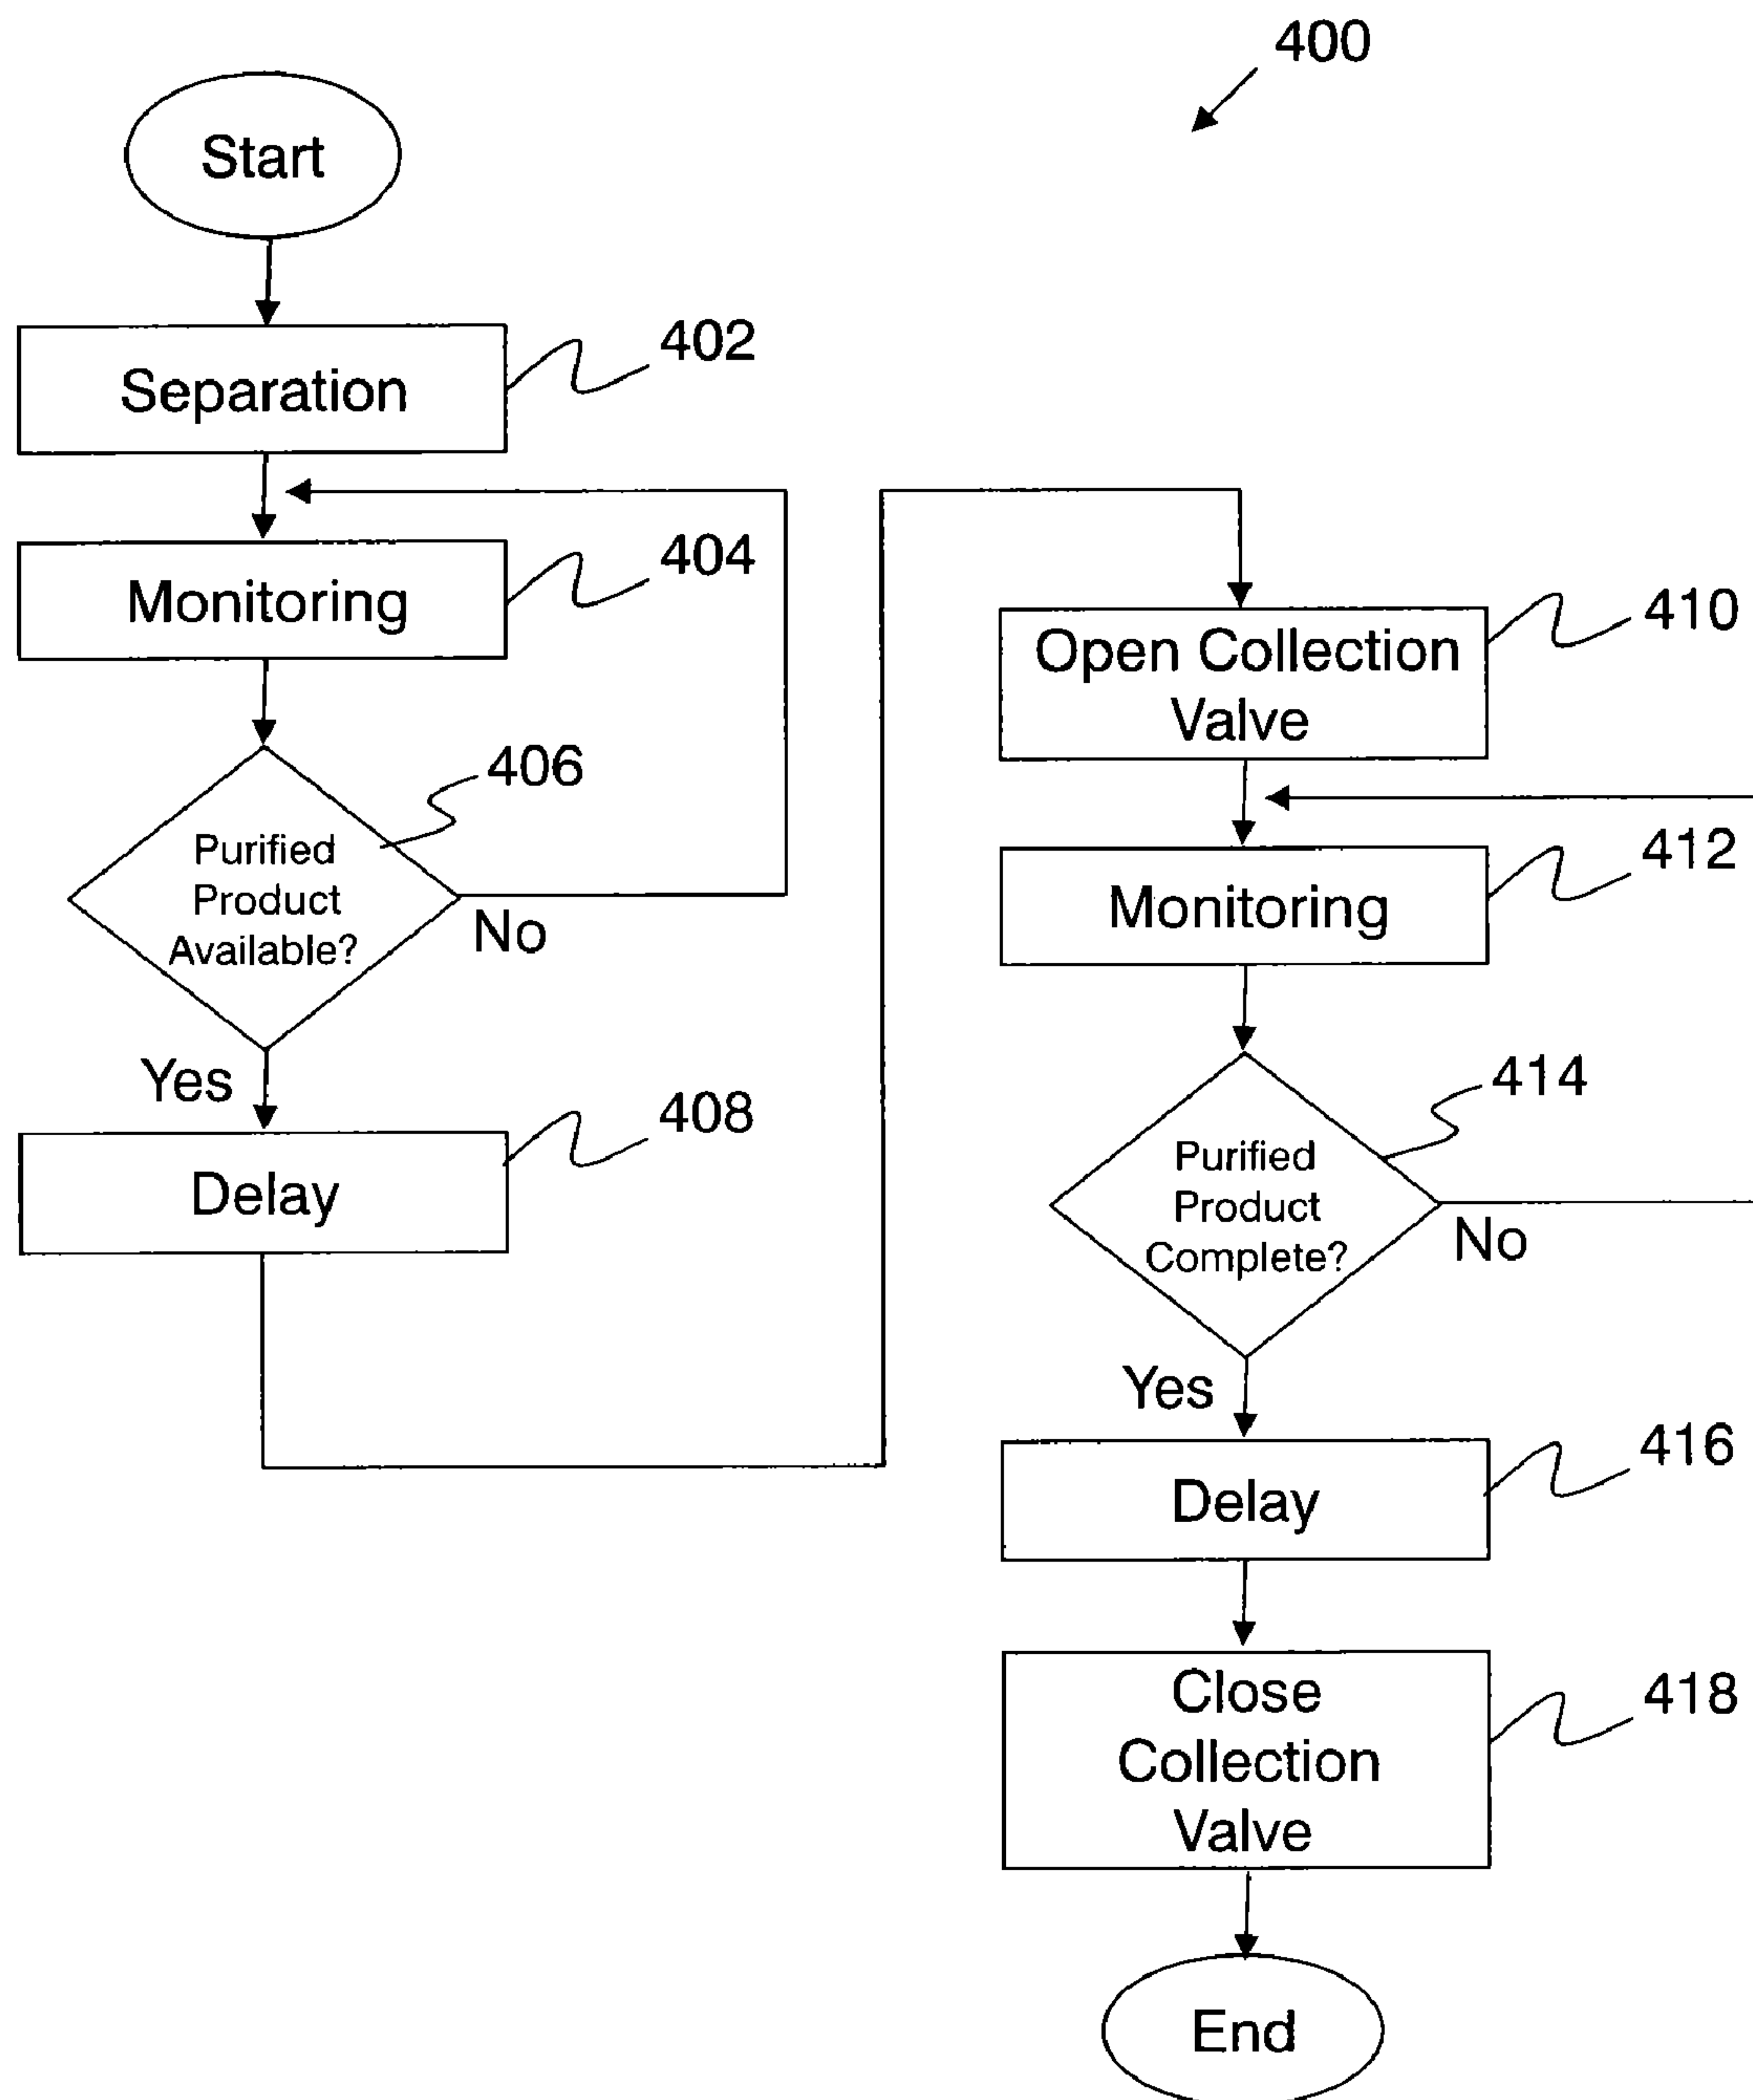 400
Start
Separation
402
Monitoring
404
Purified
Product
Available?
406
No
Yes
Delay
408
Open Collection
Valve
410
Monitoring
412
Purified
Product
Complete?
414
No
Yes
Delay
416
Close
Collection
Valve
418
End